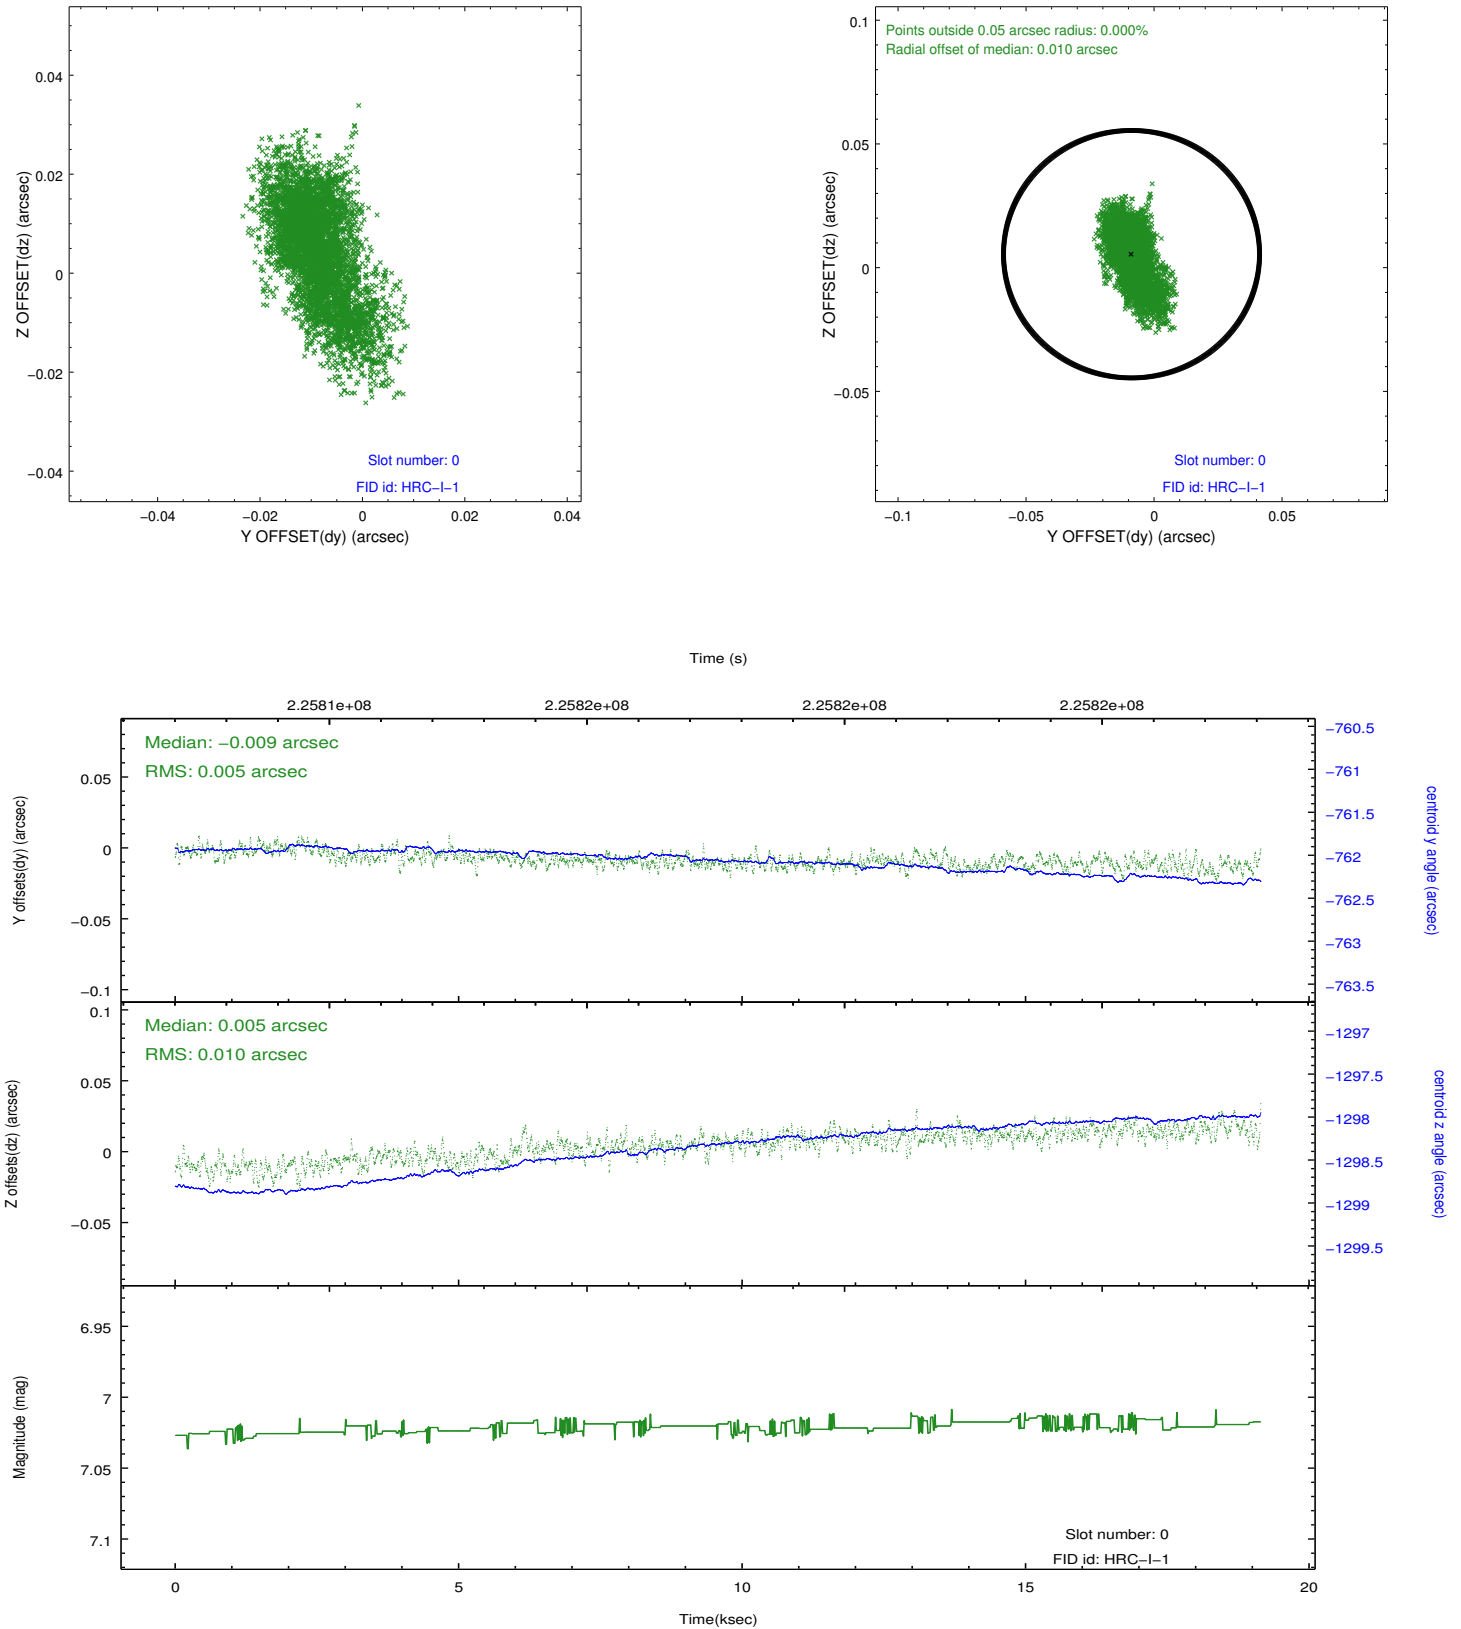 0.04
0.02
0
−0.02
−0.04
Z OFFSET(dz) (arcsec)
Slot number: 0
FID id: HRC−I−1
−0.04
−0.02
0
0.02
0.04
Y OFFSET(dy) (arcsec)
Points outside 0.05 arcsec radius: 0.000%
Radial offset of median: 0.010 arcsec
0.1
0.05
0
−0.05
Z OFFSET(dz) (arcsec)
Slot number: 0
FID id: HRC−I−1
−0.1
−0.05
0
0.05
Y OFFSET(dy) (arcsec)
Time (s)
2.2581e+08
2.2582e+08
2.2582e+08
2.2582e+08
Median: −0.009 arcsec
RMS: 0.005 arcsec
0.05
0
−0.05
−0.1
Y offsets(dy) (arcsec)
−760.5
−761
−761.5
−762
−762.5
−763
−763.5
centroid y angle (arcsec)
Median: 0.005 arcsec
RMS: 0.010 arcsec
0.1
0.05
0
−0.05
Z offsets(dz) (arcsec)
−1297
−1297.5
−1298
−1298.5
−1299
−1299.5
centroid z angle (arcsec)
6.95
7
7.05
7.1
Magnitude (mag)
Slot number: 0
FID id: HRC−I−1
0
5
10
15
20
Time(ksec)